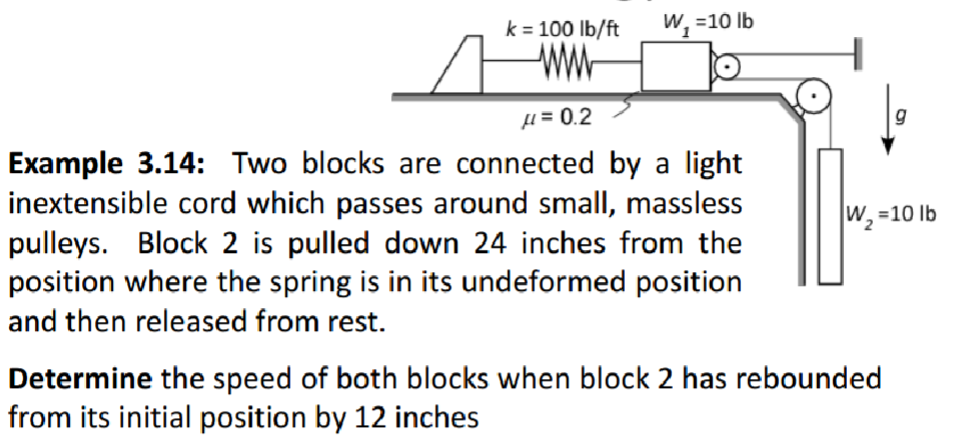 k = 100 lb/ft
W₁ =10 lb
μ = 0.2
g
W₂ =10 lb
Example 3.14: Two blocks are connected by a light
inextensible cord which passes around small, massless
pulleys. Block 2 is pulled down 24 inches from the
position where the spring is in its undeformed position
and then released from rest.
Determine the speed of both blocks when block 2 has rebounded
from its initial position by 12 inches